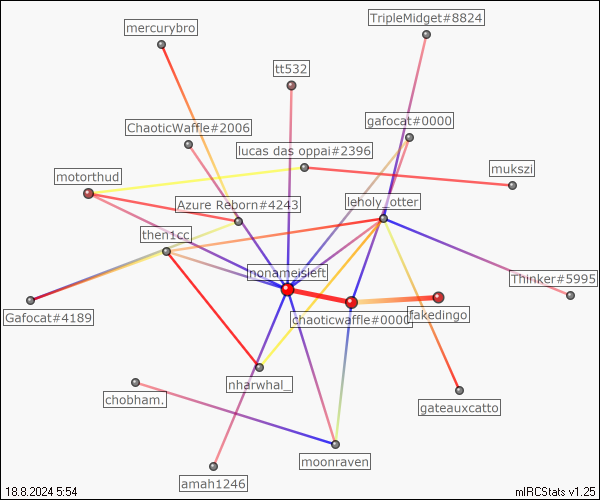 TripleMidget#8824
mercurybro
tt532
gafocat#0000
ChaoticWaffle#2006
lucas das oppai#2396
mukszi
motorthud
Azure Reborn#4243
leholy_otter
then1cc
nonameisleft
Thinker#5995
Gafocat#4189
chaoticwaffle#0000
fakedingo
nharwhal_
chobham.
gateauxcatto
moonraven
amah1246
18.8.2024 5:54
mIRCStats v1.25